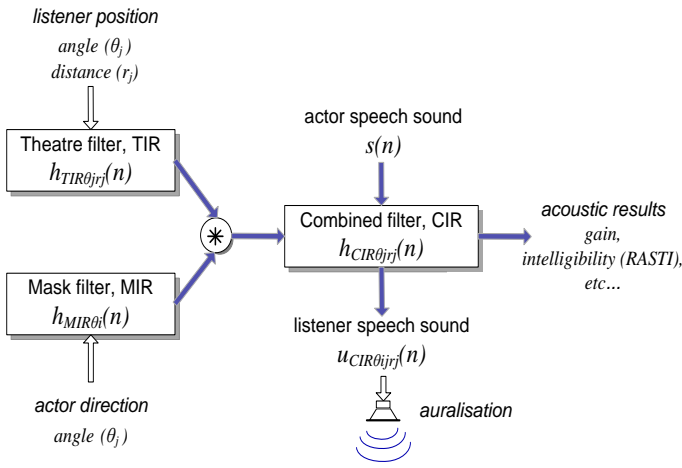 listener position
angle (θj)
distance (rj)
Theatre filter, TIR
hTIRθjrj(n)
actor speech sound
s(n)
*
Combined filter, CIR
hCIRθjrj(n)
acoustic results
gain,
intelligibility (RASTI),
etc...
Mask filter, MIR
hMIRθi(n)
actor direction
angle (θj)
listener speech sound
uCIRθijrj(n)
auralisation